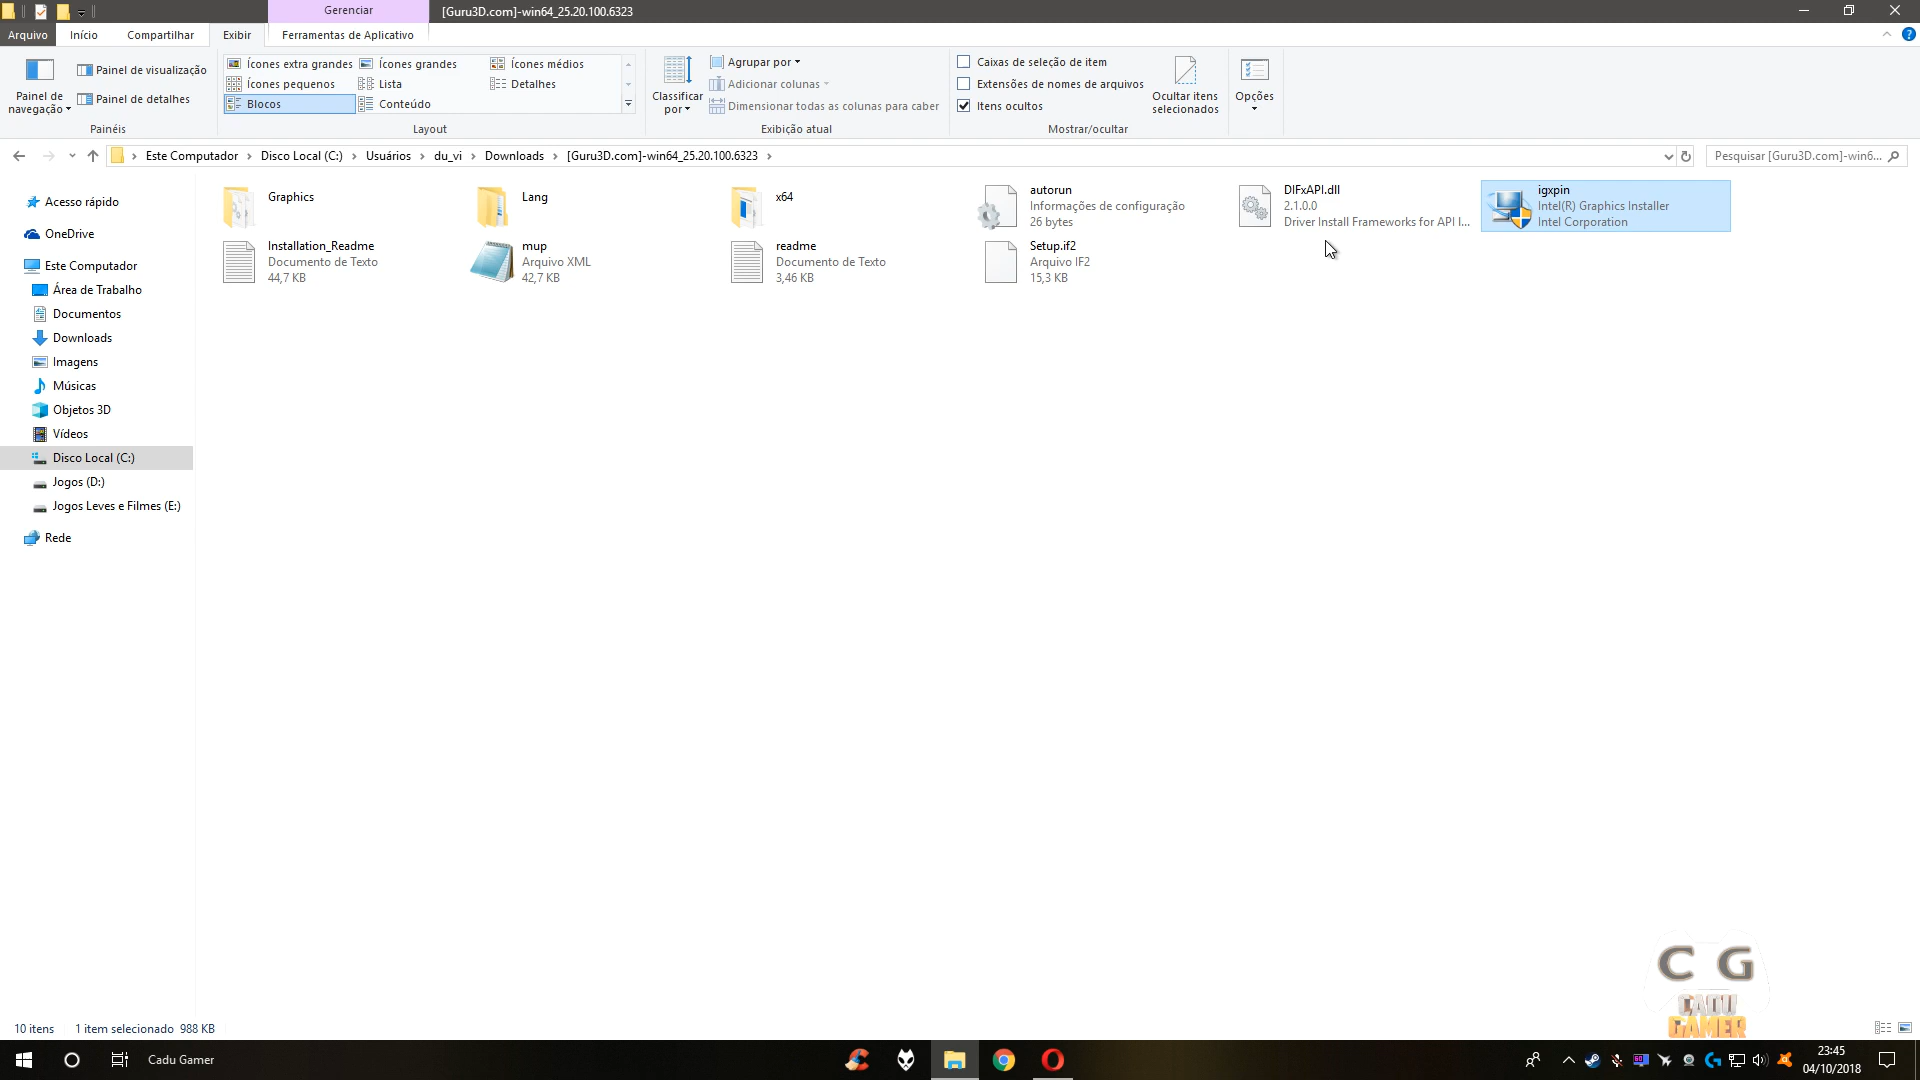 Gerenciar
[Guru3D.com]-win64_25.20.100.6323
Arquivo
Início
Compartilhar
Exibir
Ferramentas de Aplicativo
Painel de navegação
Painel de visualização
Painel de detalhes
Painéis
Ícones extra grandes
Ícones grandes
Ícones médios
Ícones pequenos
Lista
Detalhes
Blocos
Conteúdo
Layout
Classificar por
Agrupar por
Adicionar colunas
Dimensionar todas as colunas para caber
Exibição atual
Caixas de seleção de item
Extensões de nomes de arquivos
Itens ocultos
Ocultar itens selecionados
Mostrar/ocultar
Opções
Este Computador > Disco Local (C:) > Usuários > du_vi > Downloads > [Guru3D.com]-win64_25.20.100.6323 >
Pesquisar [Guru3D.com]-win6...
Acesso rápido
OneDrive
Este Computador
Área de Trabalho
Documentos
Downloads
Imagens
Músicas
Objetos 3D
Vídeos
Disco Local (C:)
Jogos (D:)
Jogos Leves e Filmes (E:)
Rede
Graphics
Lang
x64
autorun
Informações de configuração
26 bytes
DIFxAPI.dll
2.1.0.0
Driver Install Frameworks for API l...
igxpin
Intel(R) Graphics Installer
Intel Corporation
Installation_Readme
Documento de Texto
44,7 KB
mup
Arquivo XML
42,7 KB
readme
Documento de Texto
3,46 KB
Setup.if2
Arquivo IF2
15,3 KB
C G
CADU
GAMER
10 itens
1 item selecionado 988 KB
Cadu Gamer
23:45
04/10/2018